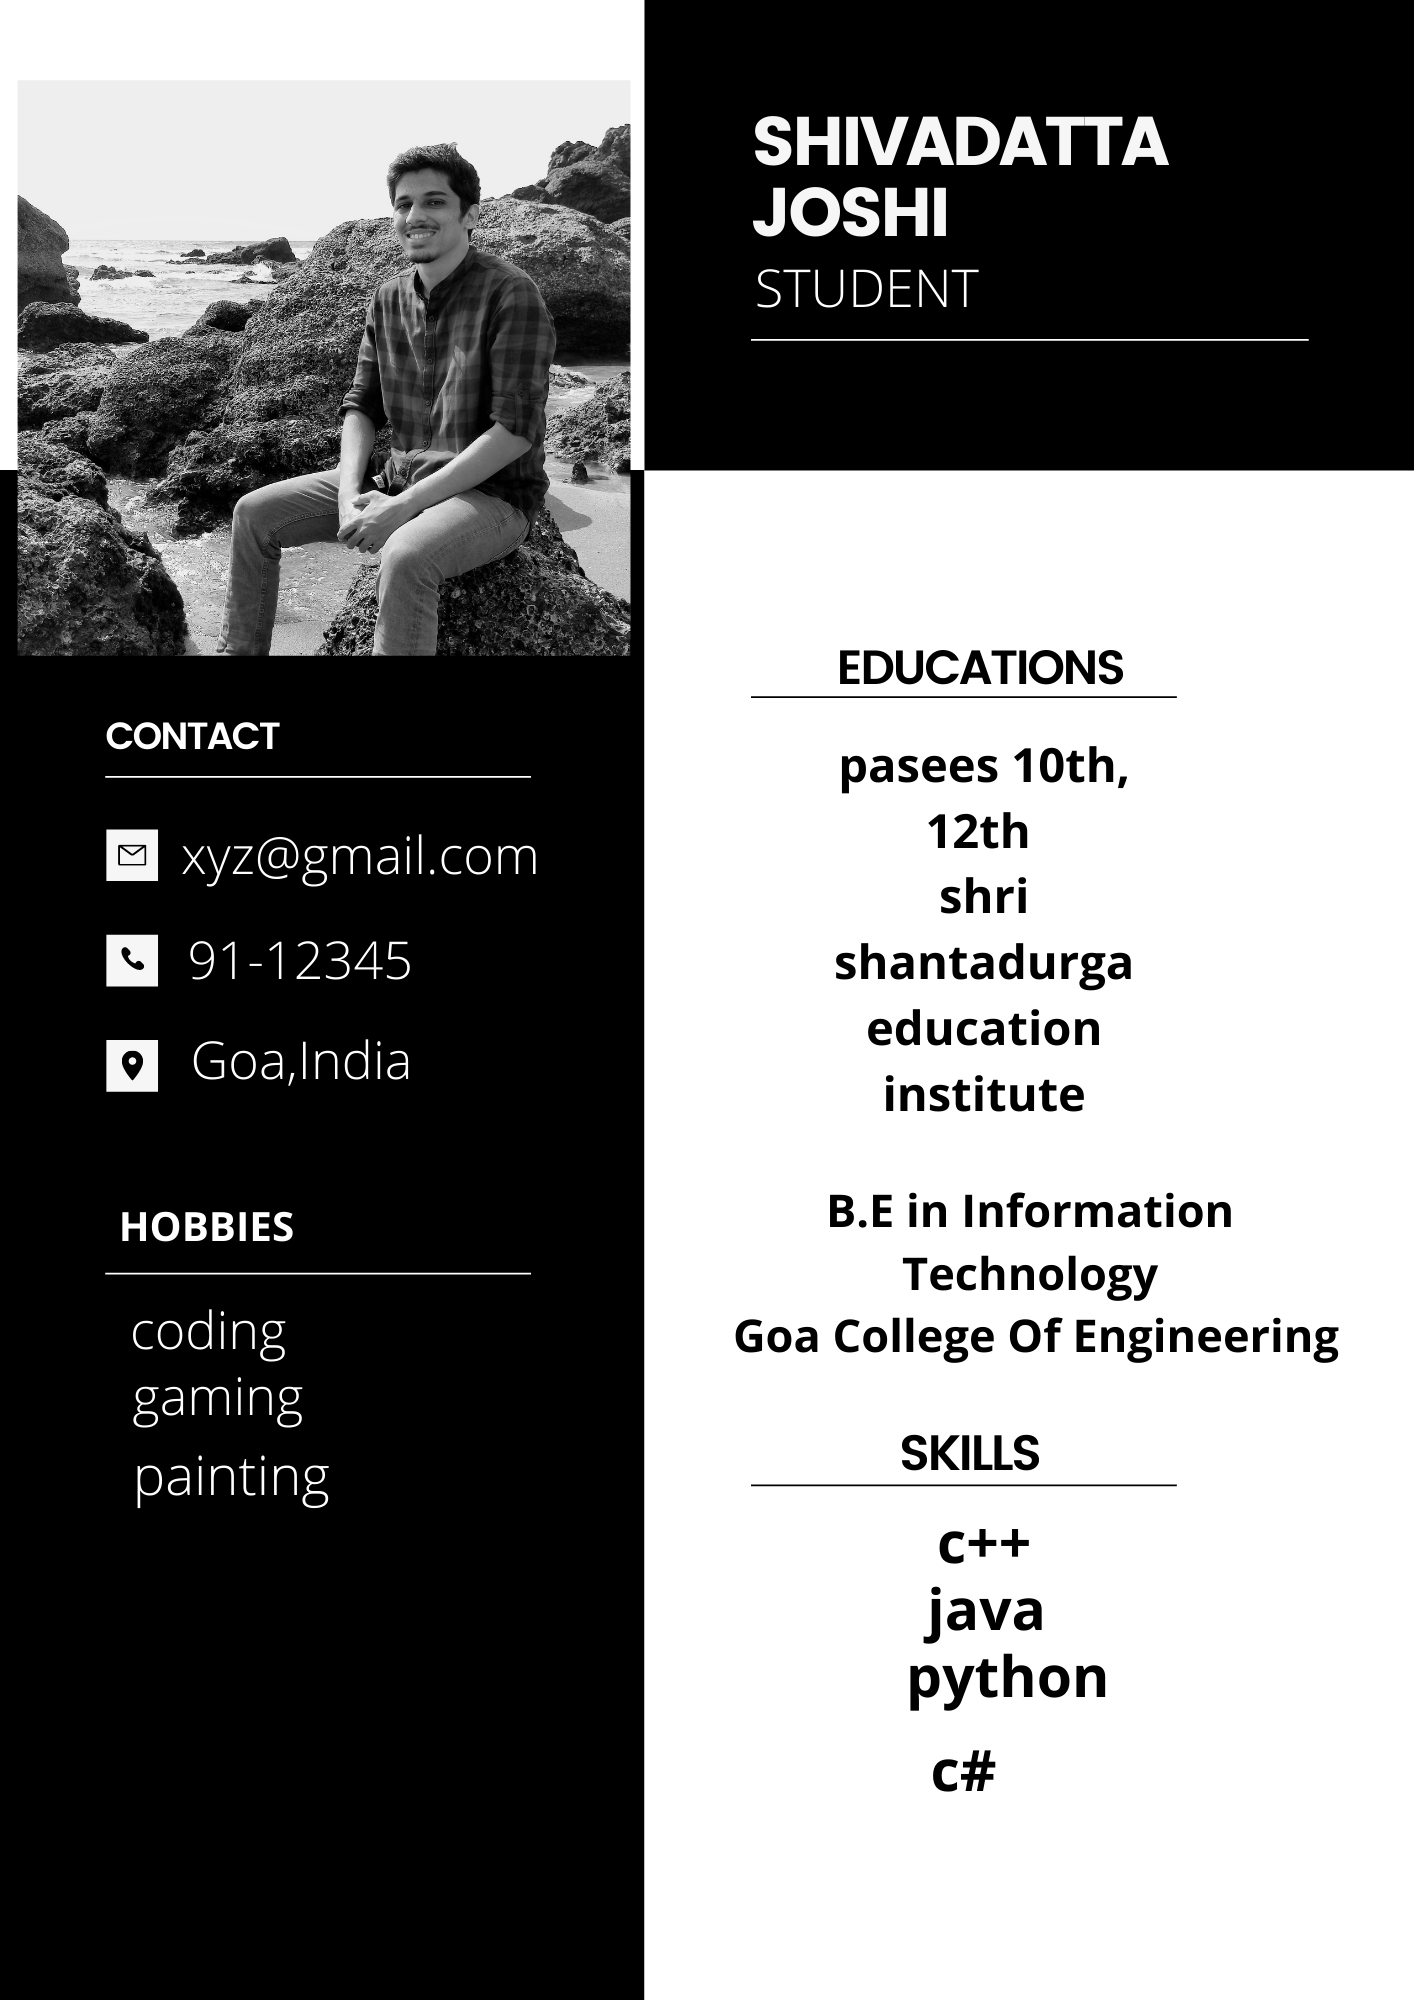 SHIVADATTA
JOSHI
STUDENT
CONTACT
xyz@gmail.com
91-12345
Goa,India
HOBBIES
coding
gaming
painting
EDUCATIONS
pasees 10th,
12th
shri
shantadurga
education
institute
B.E in Information
Technology
Goa College Of Engineering
SKILLS
c++
java
python
c#